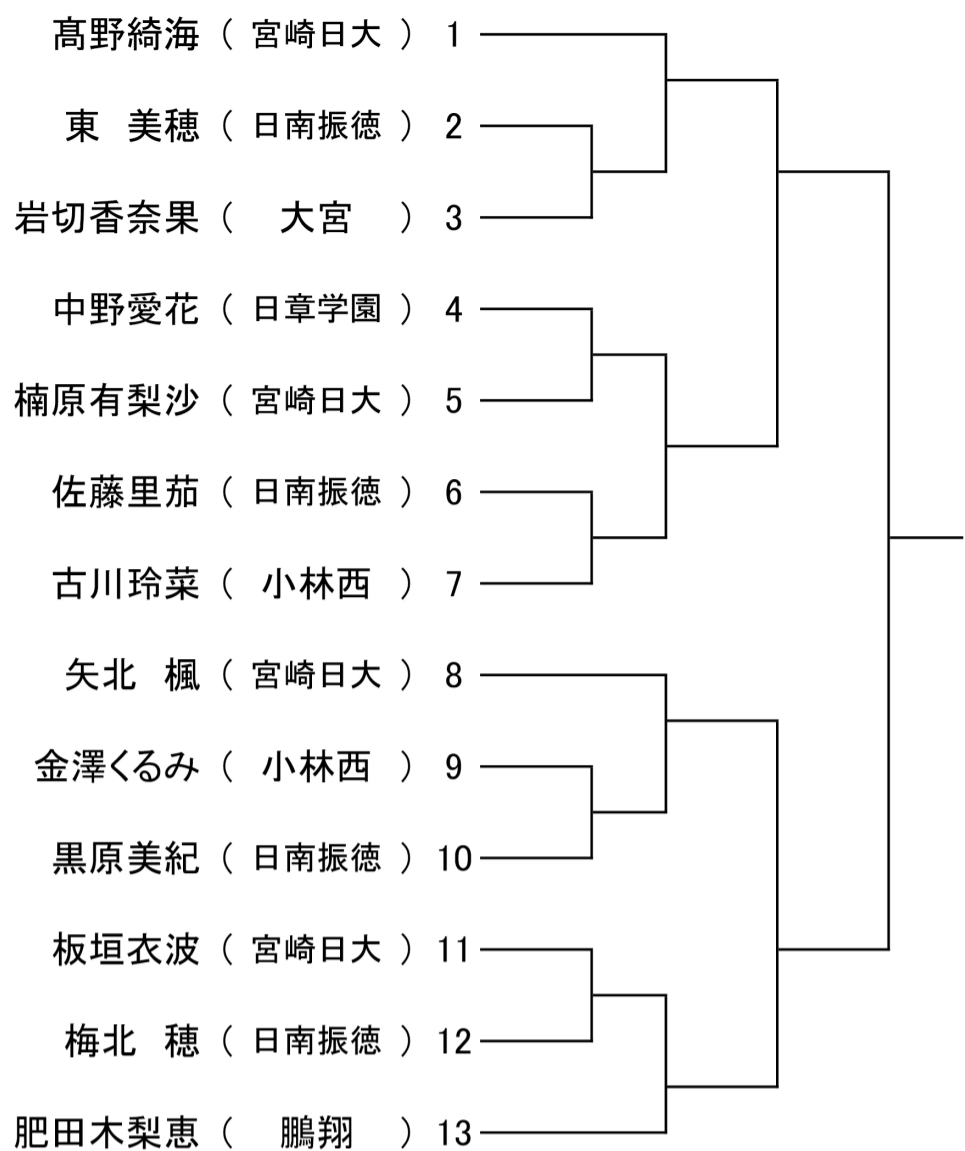 髙野綺海 （ 宮崎日大 ） 1
東　美穂 （ 日南振徳 ） 2
岩切香奈果 （ 大宮 ） 3
中野愛花 （ 日章学園 ） 4
楠原有梨沙 （ 宮崎日大 ） 5
佐藤里茄 （ 日南振徳 ） 6
古川玲菜 （ 小林西 ） 7
矢北　楓 （ 宮崎日大 ） 8
金澤くるみ （ 小林西 ） 9
黒原美紀 （ 日南振徳 ） 10
板垣衣波 （ 宮崎日大 ） 11
梅北　穂 （ 日南振徳 ） 12
肥田木梨恵 （ 鵬翔 ） 13